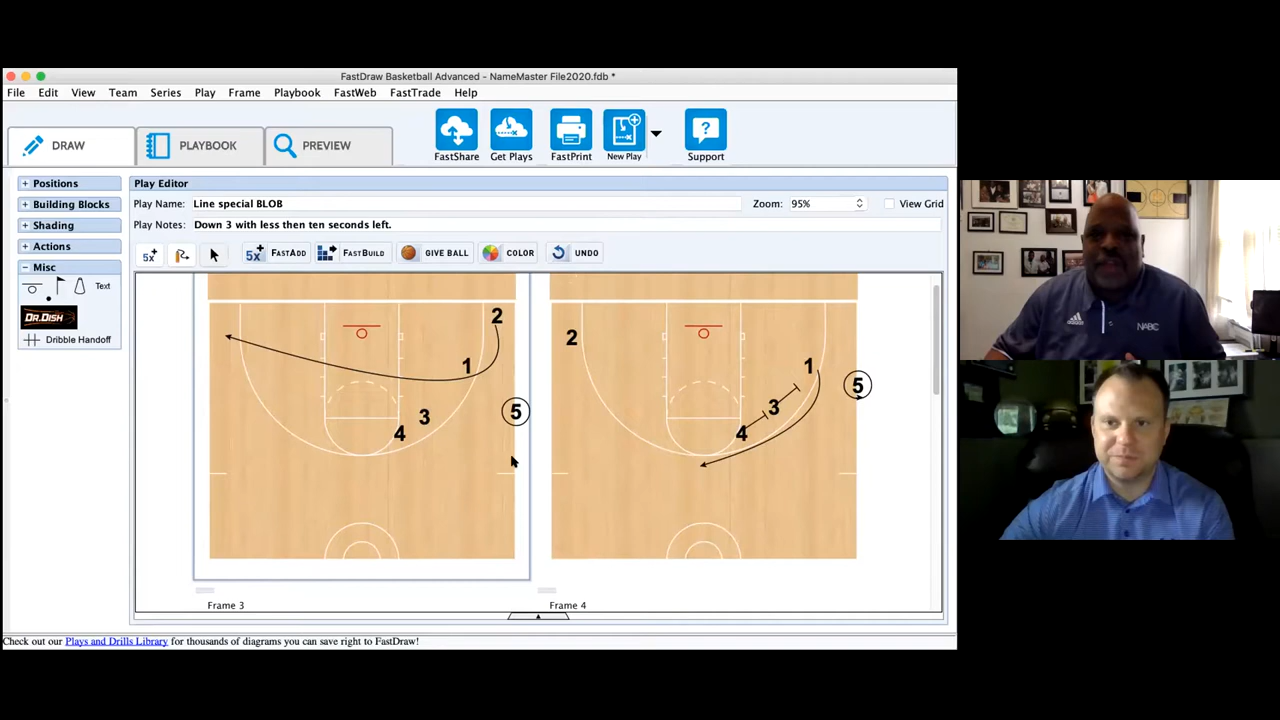 FastDraw Basketball Advanced - NameMaster File2020.fdb *
File Edit View Team Series Play Frame Playbook FastWeb FastTrade Help
DRAW PLAYBOOK PREVIEW
FastShare Get Plays FastPrint New Play Support
+ Positions
+ Building Blocks
+ Shading
+ Actions
− Misc
Text
DR. DISH
Dribble Handoff
Play Editor
Play Name: Line special BLOB
Zoom: 95%
View Grid
Play Notes: Down 3 with less then ten seconds left.
5x+ 5x+ FASTADD FASTBUILD GIVE BALL COLOR UNDO
2
1
3
4
5
2
1
3
4
5
Frame 3
Frame 4
Check out our Plays and Drills Library for thousands of diagrams you can save right to FastDraw!
adidas
NABC